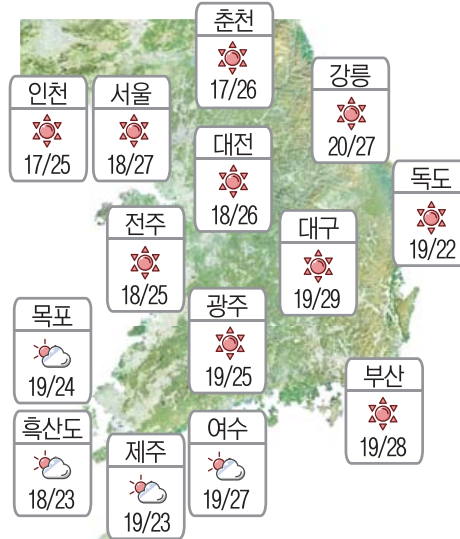 춘천
17/26
강릉
20/27
인천
17/25
서울
18/27
대전
18/26
독도
19/22
전주
18/25
대구
19/29
광주
19/25
목포
19/24
부산
19/28
흑산도
18/23
제주
19/23
여수
19/27